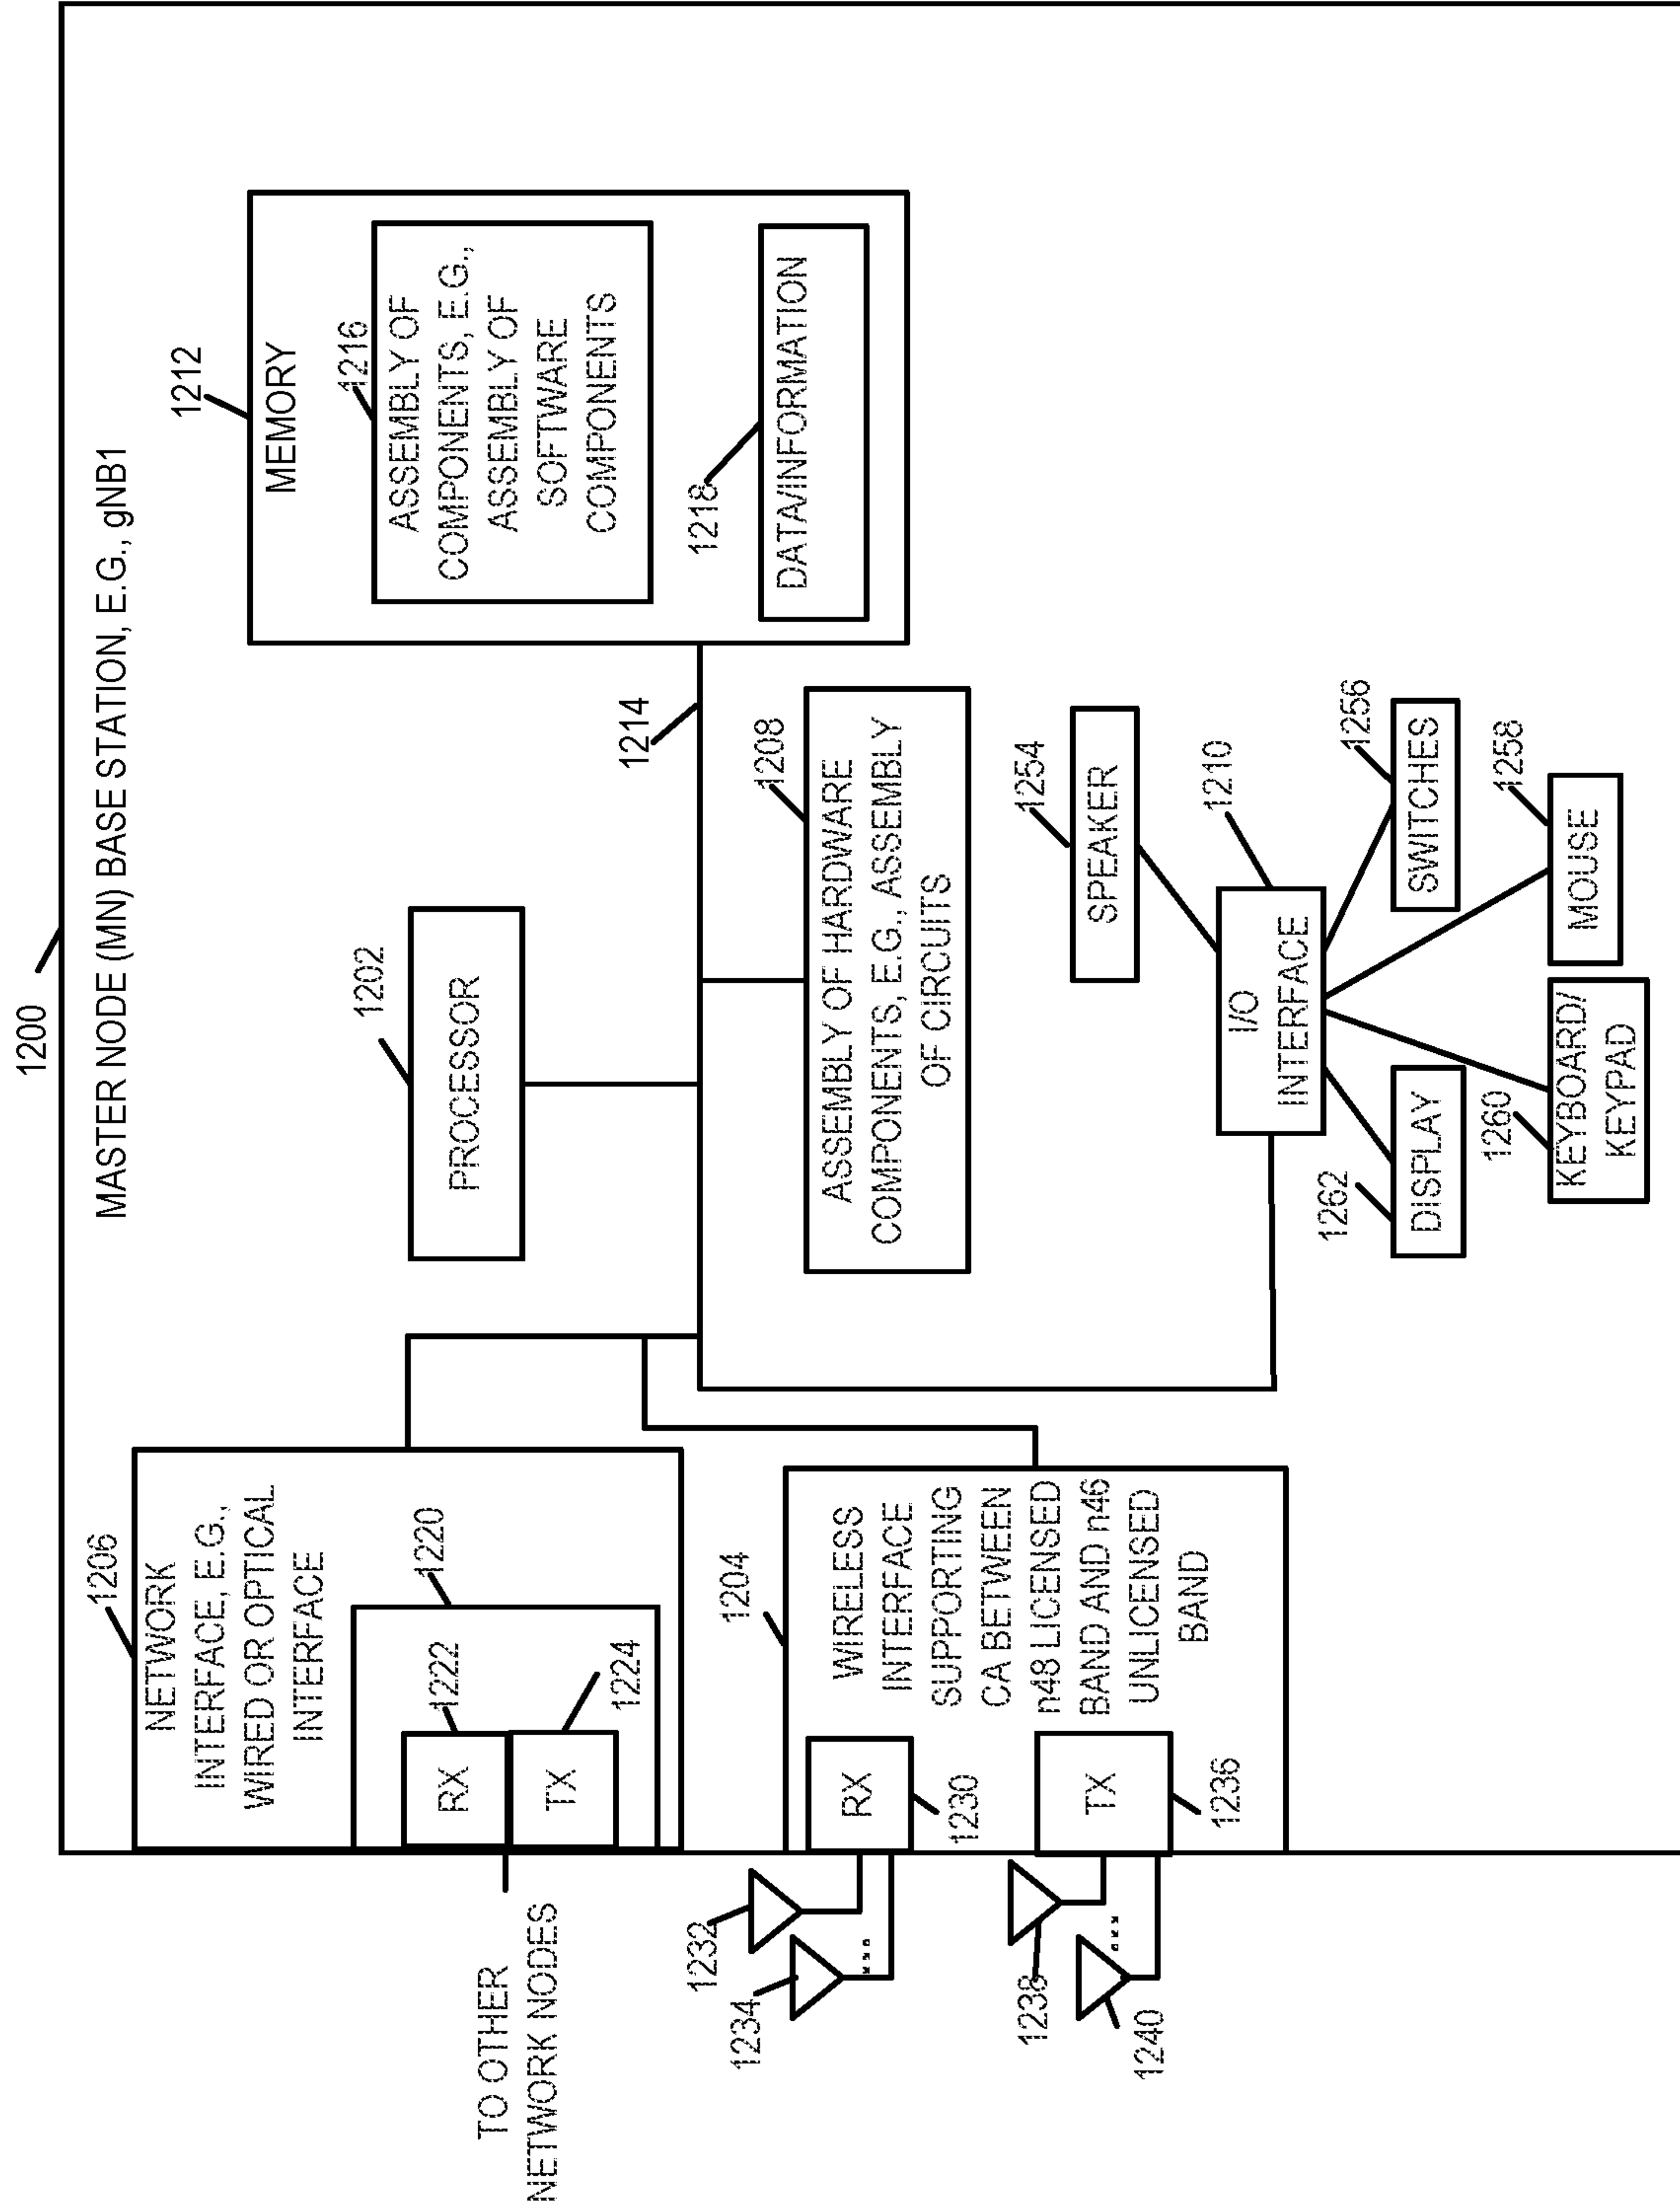 1200
MASTER NODE (MN) BASE STATION, E.G., gNB1
1206
NETWORK
INTERFACE, E.G.,
WIRED OR OPTICAL
INTERFACE
1220
1222
RX
TX
1224
TO OTHER
NETWORK NODES
1202
PROCESSOR
1212
MEMORY
1216
ASSEMBLY OF
COMPONENTS, E.G.,
ASSEMBLY OF
SOFTWARE
COMPONENTS
1218
DATA/INFORMATION
1214
1204
WIRELESS
INTERFACE
SUPPORTING
CA BETWEEN
n48 LICENSED
BAND AND n46
UNLICENSED
BAND
RX
1230
TX
1236
1232
1234
1238
1240
1208
ASSEMBLY OF HARDWARE
COMPONENTS, E.G., ASSEMBLY
OF CIRCUITS
1254
SPEAKER
1210
I/O
INTERFACE
1262
DISPLAY
1260
KEYBOARD/
KEYPAD
1256
SWITCHES
1258
MOUSE